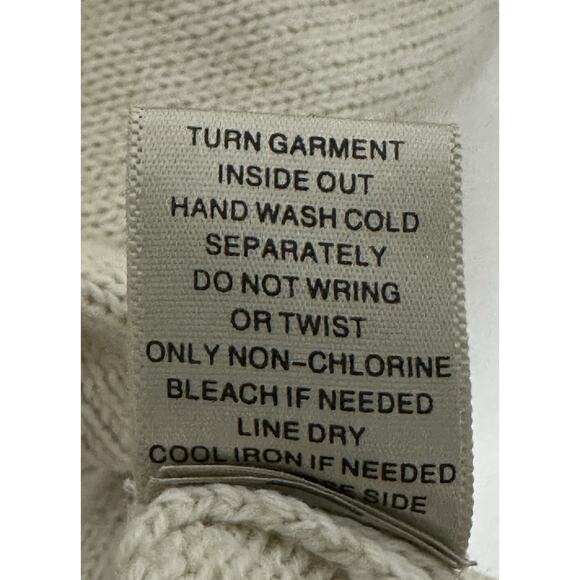 TURN GARMENT
INSIDE OUT
HAND WASH COLD
SEPARATELY
DO NOT WRING
OR TWIST
ONLY NON-CHLORINE
BLEACH IF NEEDED
LINE DRY
COOL IRON IF NEEDED
SIDE